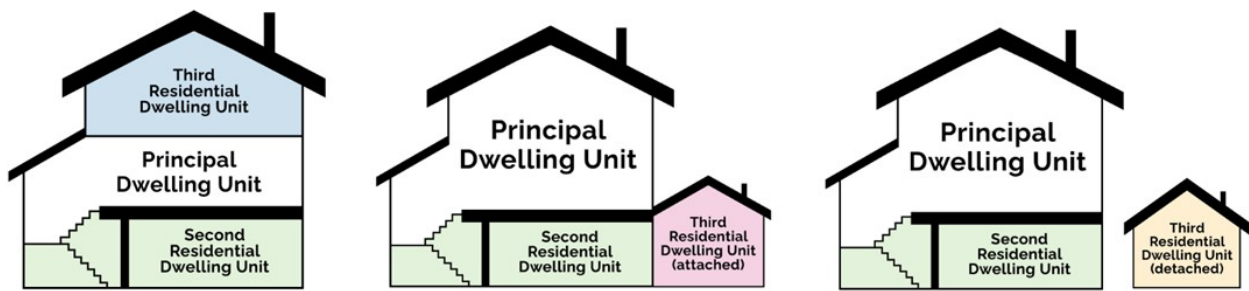 Third
Residential
Dwelling Unit
Principal
Dwelling Unit
Second
Residential
Dwelling Unit
Principal
Dwelling Unit
Second
Residential
Dwelling Unit
Third
Residential
Dwelling Unit
(attached)
Principal
Dwelling Unit
Second
Residential
Dwelling Unit
Third
Residential
Dwelling Unit
(detached)